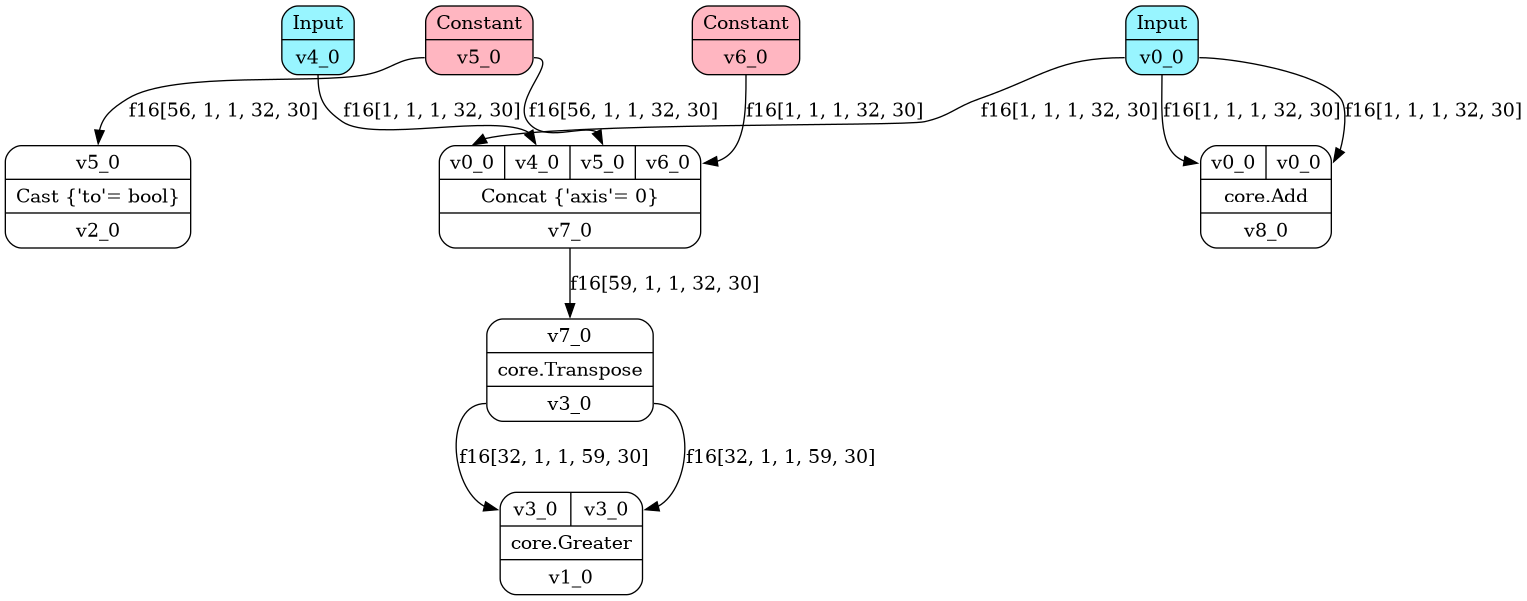 Input
v4_0
Constant
v5_0
Constant
v6_0
Input
v0_0
f16[56, 1, 1, 32, 30]
f16[1, 1, 1, 32, 30]
f16[56, 1, 1, 32, 30]
f16[1, 1, 1, 32, 30]
f16[1, 1, 1, 32, 30]
f16[1, 1, 1, 32, 30]
f16[1, 1, 1, 32, 30]
v5_0
Cast {'to'= bool}
v2_0
v0_0 v4_0 v5_0 v6_0
Concat {'axis'= 0}
v7_0
v0_0 v0_0
core.Add
v8_0
f16[59, 1, 1, 32, 30]
v7_0
core.Transpose
v3_0
f16[32, 1, 1, 59, 30]
f16[32, 1, 1, 59, 30]
v3_0 v3_0
core.Greater
v1_0